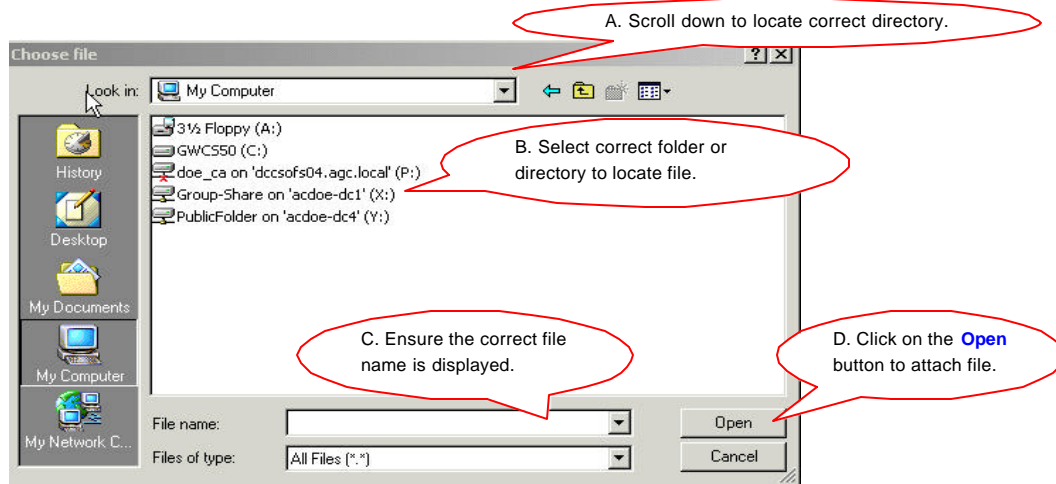 A. Scroll down to locate correct directory.
Choose file
Look in:
My Computer
3½ Floppy (A:)
GWCS50 (C:)
doe_ca on 'dccsofs04.agc.local' (P:)
Group-Share on 'acdoe-dc1' (X:)
PublicFolder on 'acdoe-dc4' (Y:)
B. Select correct folder or
directory to locate file.
History
Desktop
My Documents
My Computer
My Network C...
C. Ensure the correct file
name is displayed.
D. Click on the Open
button to attach file.
File name:
Open
Files of type:
All Files (*.*)
Cancel